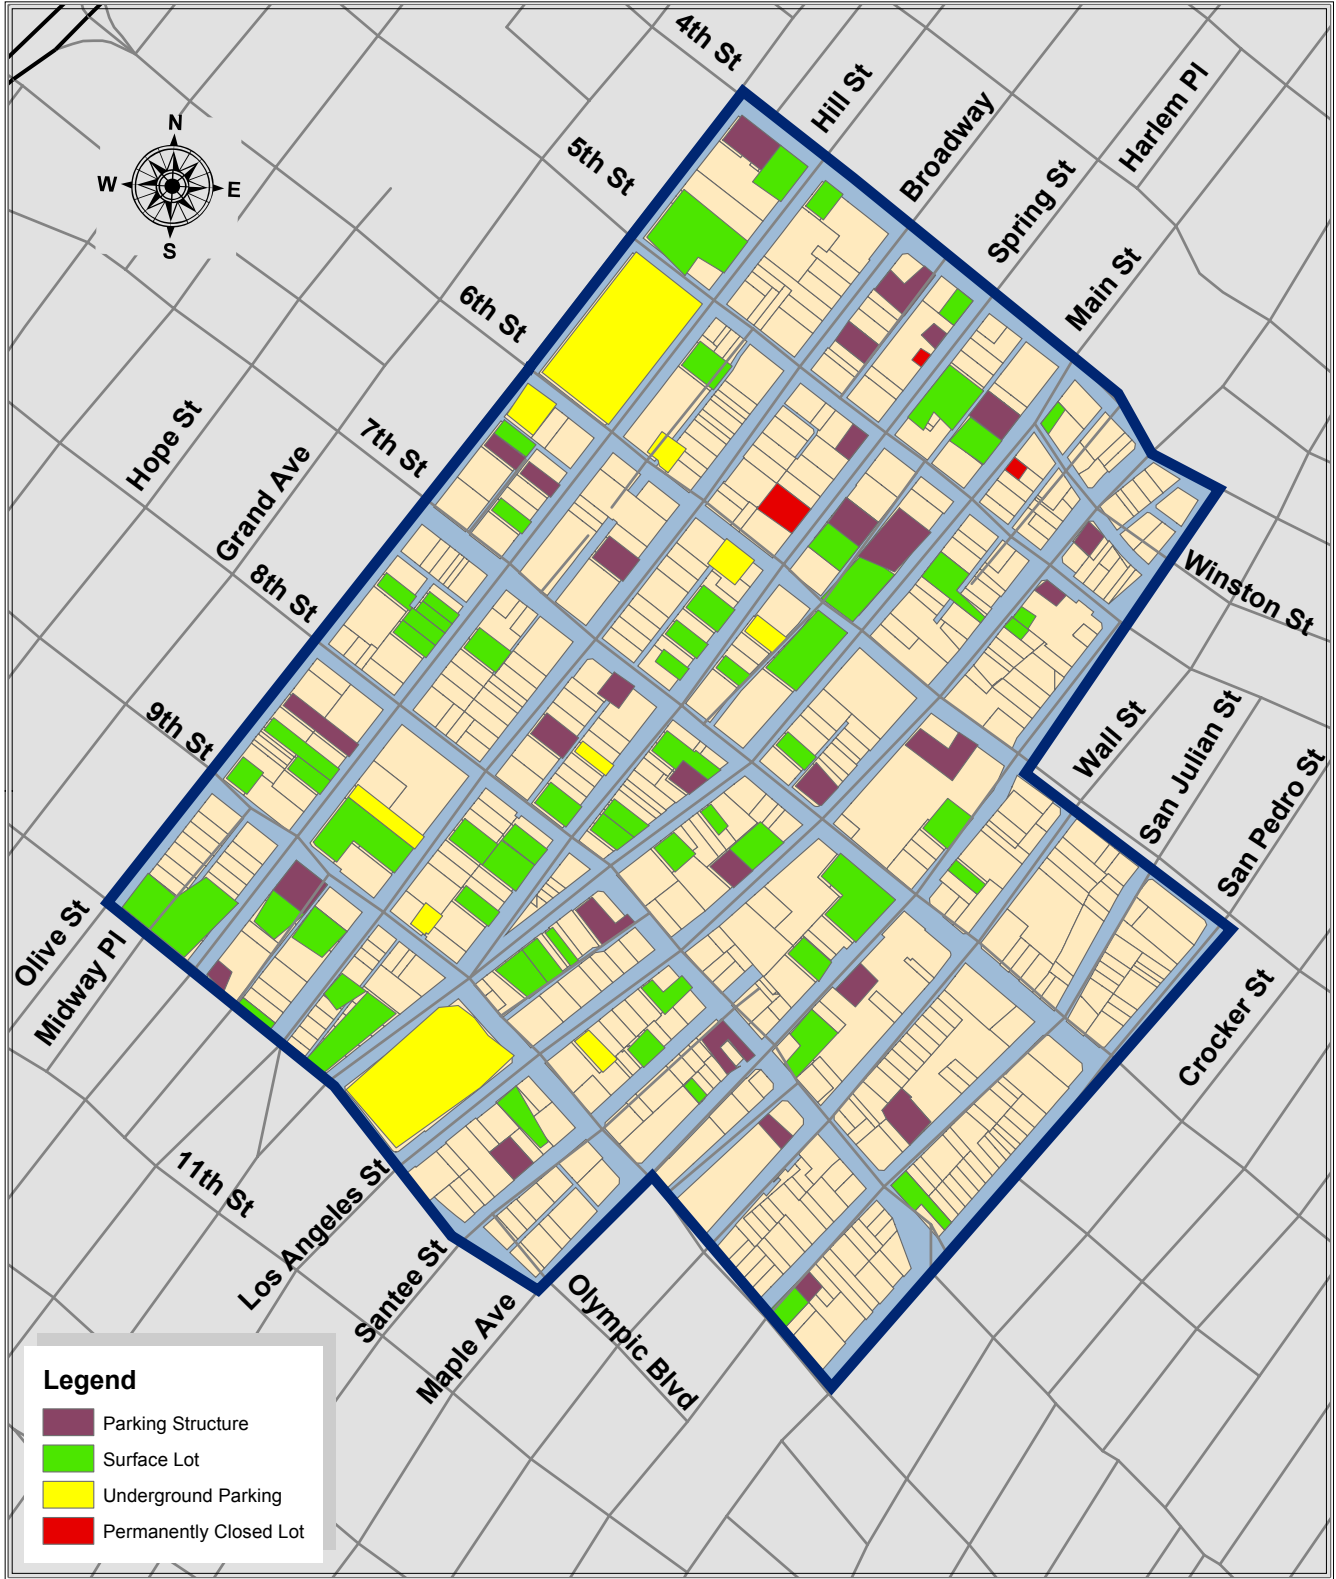 4th St
Hill St
Broadway
Harlem Pl
Spring St
Main St
5th St
N
W
E
S
6th St
7th St
Hope St
Grand Ave
8th St
9th St
Winston St
Wall St
San Julian St
San Pedro St
Crocker St
Olive St
Midway Pl
11th St
Los Angeles St
Santee St
Maple Ave
Olympic Blvd
Legend
Parking Structure
Surface Lot
Underground Parking
Permanently Closed Lot